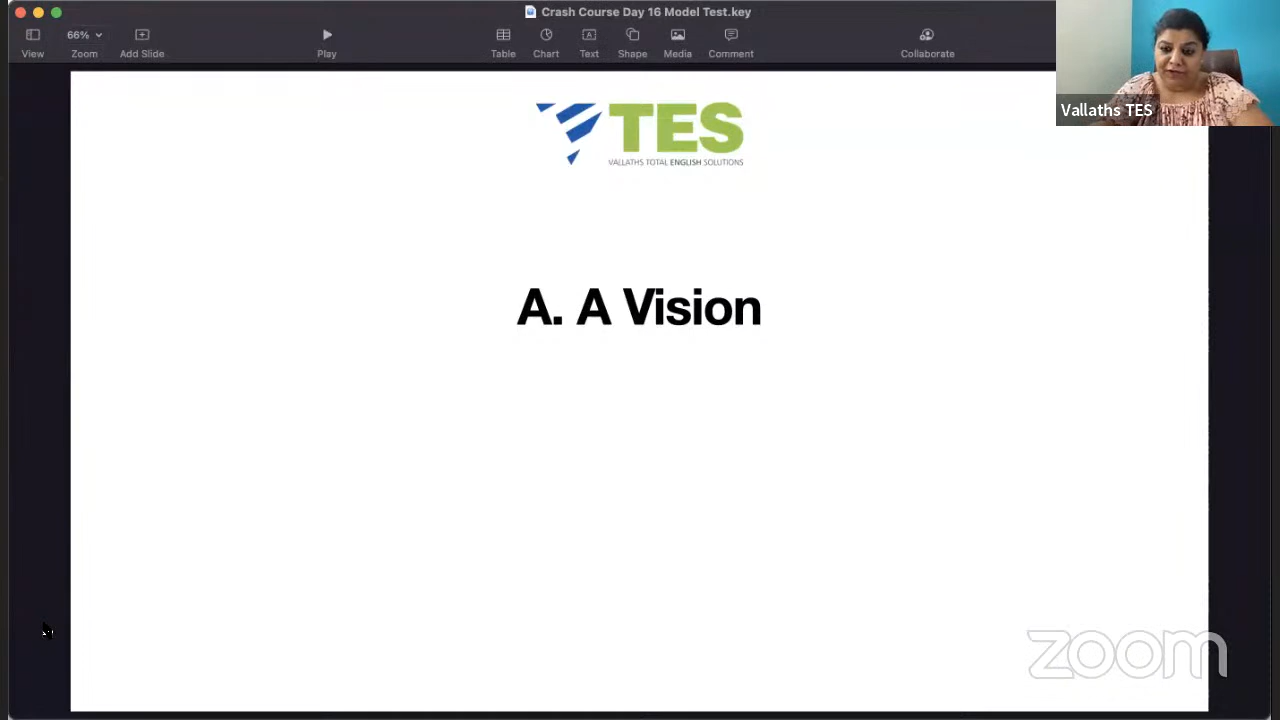 Crash Course Day 16 Model Test.key
66%
View
Zoom
Add Slide
Play
Table
Chart
Text
Shape
Media
Comment
Collaborate
Vallaths TES
TES
VALLATHS TOTAL ENGLISH SOLUTIONS
A. A Vision
zoom